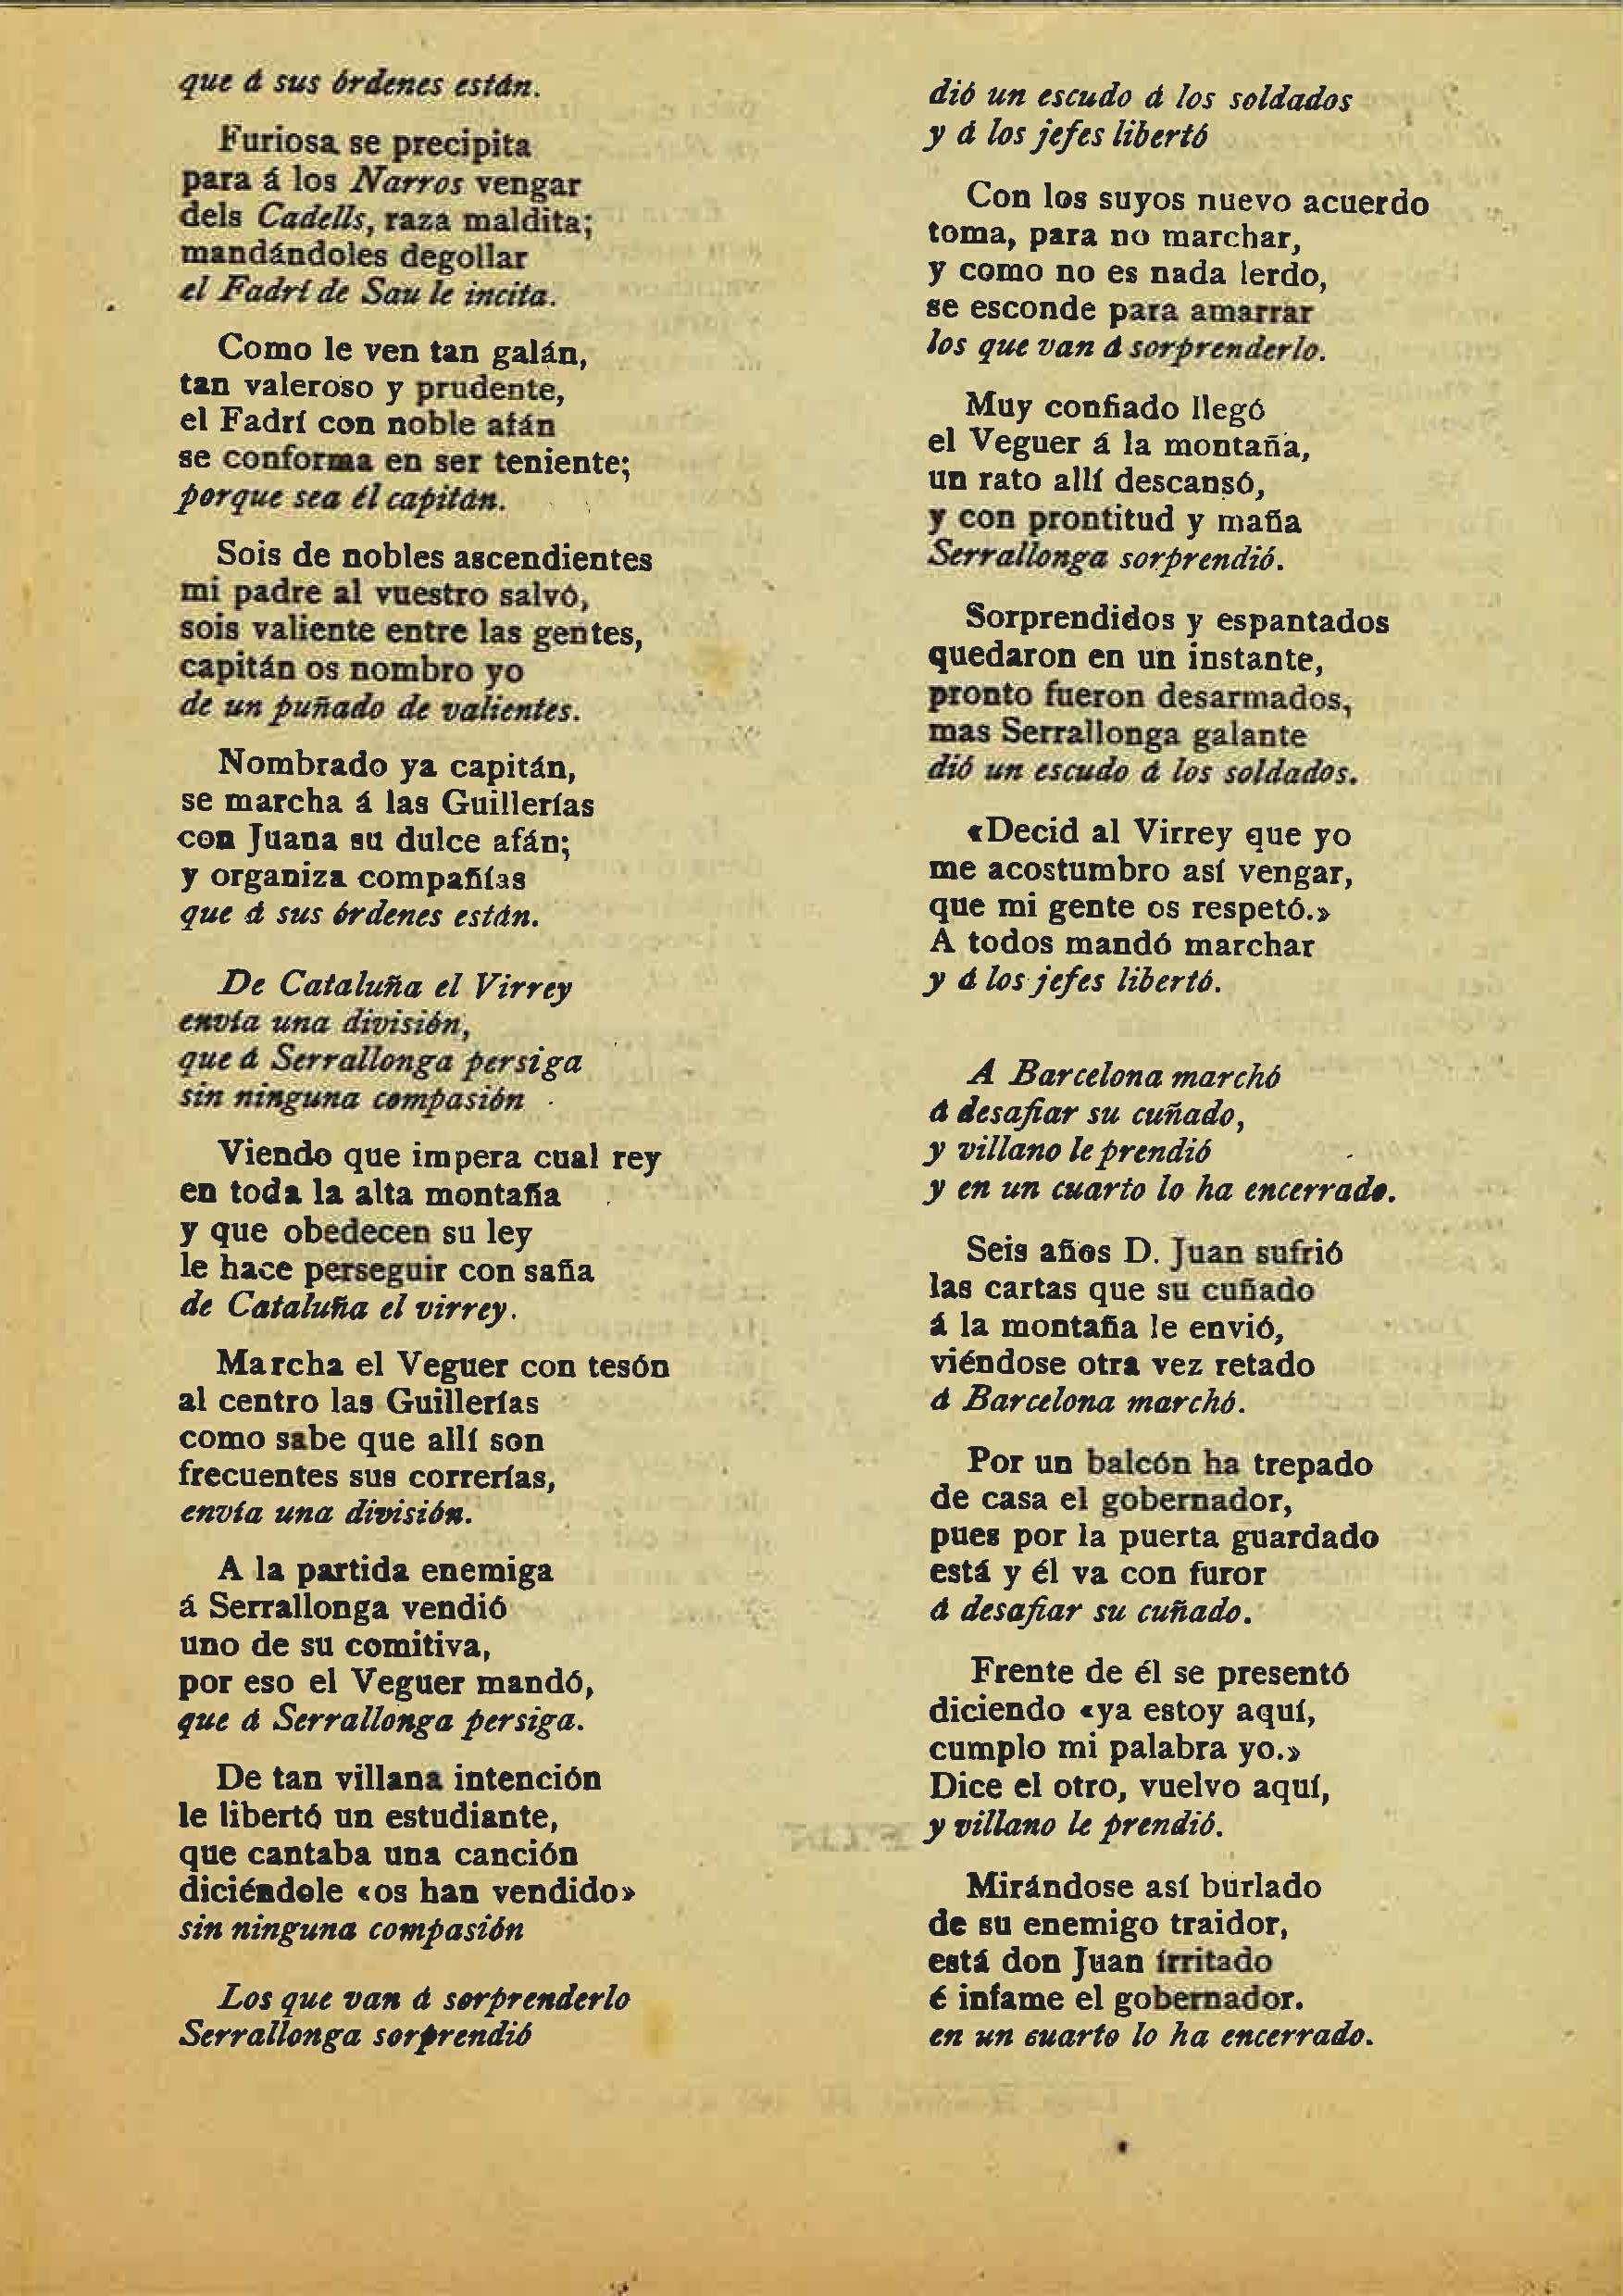 que á sus órdenes están.
Furiosa se precipita
para á los Narros vengar
dels Cadells, raza maldita;
mandándoles degollar
el Fadrí de Sau le incita.
Como le ven tan galán,
tan valeroso y prudente,
el Fadrí con noble afán
se conforma en ser teniente;
porque sea él capitán.
Sois de nobles ascendientes
mi padre al vuestro salvó,
sois valiente entre las gentes,
capitán os nombro yo
de un puñado de valientes.
Nombrado ya capitán,
se marcha á las Guillerías
con Juana su dulce afán;
y organiza compañías
que á sus órdenes están.
De Cataluña el Virrey
envía una división,
que á Serrallonga persiga
sin ninguna compasión
Viendo que impera cual rey
en toda la alta montaña
y que obedecen su ley
le hace perseguir con saña
de Cataluña el virrey.
Marcha el Veguer con tesón
al centro las Guillerías
como sabe que allí son
frecuentes sus correrías,
envía una división.
A la partida enemiga
á Serrallonga vendió
uno de su comitiva,
por eso el Veguer mandó,
que á Serrallonga persiga.
De tan villana intención
le libertó un estudiante,
que cantaba una canción
diciéndole «os han vendido»
sin ninguna compasión
Los que van á sorprenderlo
Serrallonga sorprendió
dió un escudo á los soldados
y á los jefes libertó
Con los suyos nuevo acuerdo
toma, para no marchar,
y como no es nada lerdo,
se esconde para amarrar
los que van á sorprenderlo.
Muy confiado llegó
el Veguer á la montaña,
un rato allí descansó,
y con prontitud y maña
Serrallonga sorprendió.
Sorprendidos y espantados
quedaron en un instante,
pronto fueron desarmados,
mas Serrallonga galante
dió un escudo á los soldados.
«Decid al Virrey que yo
me acostumbro así vengar,
que mi gente os respetó.»
A todos mandó marchar
y á los jefes libertó.
A Barcelona marchó
á desafiar su cuñado,
y villano le prendió
y en un cuarto lo ha encerrado.
Seis años D. Juan sufrió
las cartas que su cuñado
á la montaña le envió,
viéndose otra vez retado
á Barcelona marchó.
Por un balcón ha trepado
de casa el gobernador,
pues por la puerta guardado
está y él va con furor
á desafiar su cuñado.
Frente de él se presentó
diciendo «ya estoy aquí,
cumplo mi palabra yo.»
Dice el otro, vuelvo aquí,
y villano le prendió.
Mirándose así burlado
de su enemigo traidor,
está don Juan írritado
é infame el gobernador.
en un cuarto lo ha encerrado.